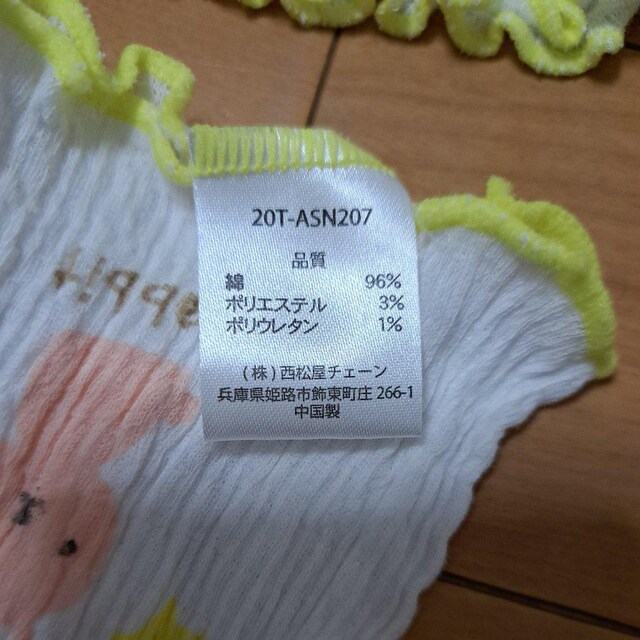 20T-ASN207
品質
綿 96%
ポリエステル 3%
ポリウレタン 1%
(株)西松屋チェーン
兵庫県姫路市飾東町庄 266-1
中国製